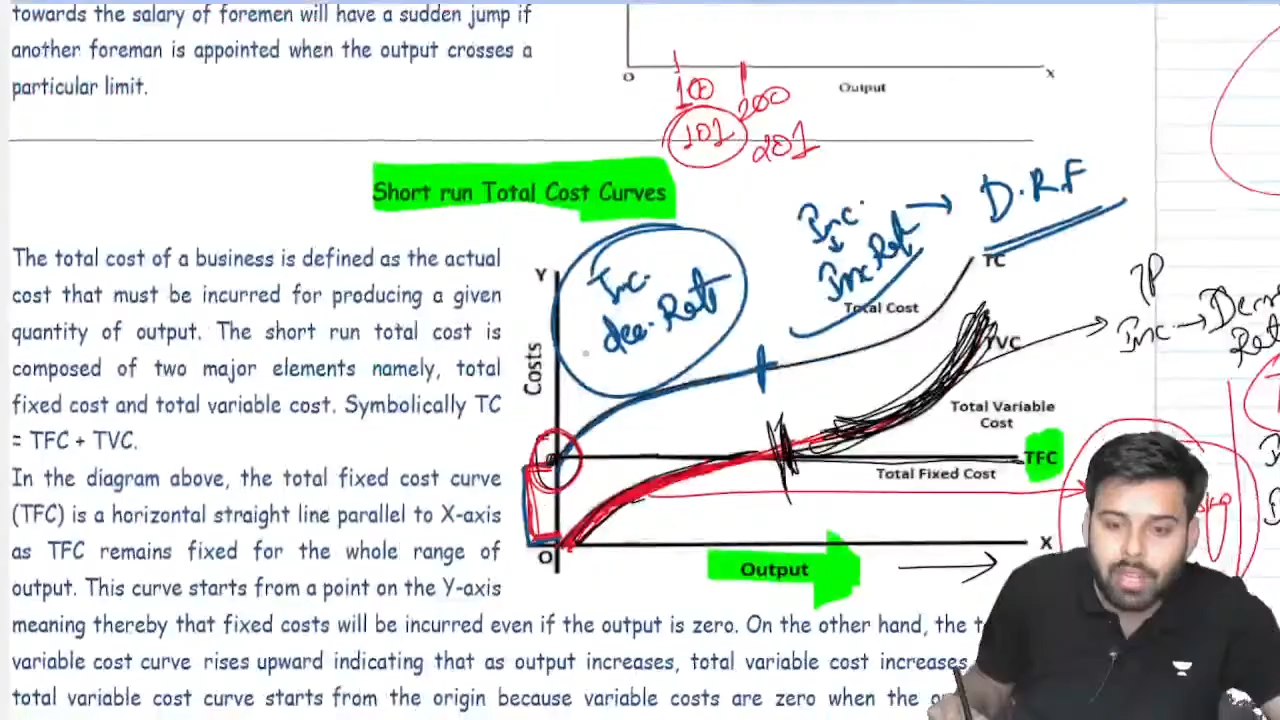 towards the salary of foremen will have a sudden jump if
another foreman is appointed when the output crosses a
particular limit.
O
X
Output
100
200
101
201
Short run Total Cost Curves
D.R.F
Inc.
Inc Ret
Inc.
dec. Ret
The total cost of a business is defined as the actual
cost that must be incurred for producing a given
quantity of output. The short run total cost is
composed of two major elements namely, total
fixed cost and total variable cost. Symbolically TC
= TFC + TVC.
In the diagram above, the total fixed cost curve
(TFC) is a horizontal straight line parallel to X-axis
as TFC remains fixed for the whole range of
output. This curve starts from a point on the Y-axis
meaning thereby that fixed costs will be incurred even if the output is zero. On the other hand, the t
variable cost curve rises upward indicating that as output increases, total variable cost increases.
total variable cost curve starts from the origin because variable costs are zero when the o
Y
Costs
TC
Total Cost
TVC
Total Variable
Cost
TFC
Total Fixed Cost
O
X
Output
Inc